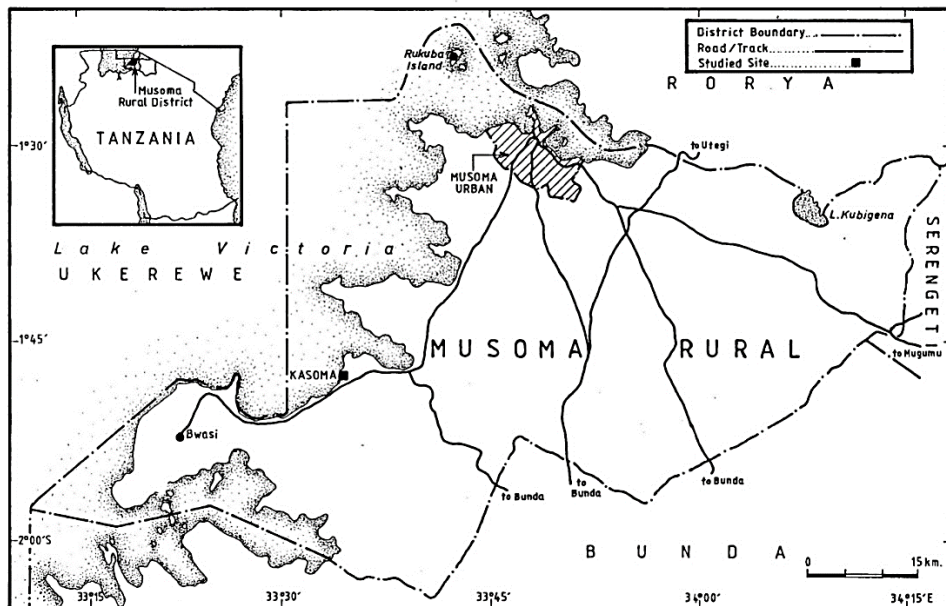 District Boundary
Road/Track
Studied Site
Rukuba
Island
R O R Y A
Musoma
Rural District
TANZANIA
1°30'
MUSOMA
URBAN
to Utegi
L. Kubigena
SERENGETI
Lake Victoria
UKEREWE
1°45'
MUSOMA RURAL
to Mugumu
KASOMA
Bwasi
to Bunda
to
Bunda
to Bunda
2°00'S
B U N D A
0
15 km.
33°15
33°30
33°45
34°00
34°15'E